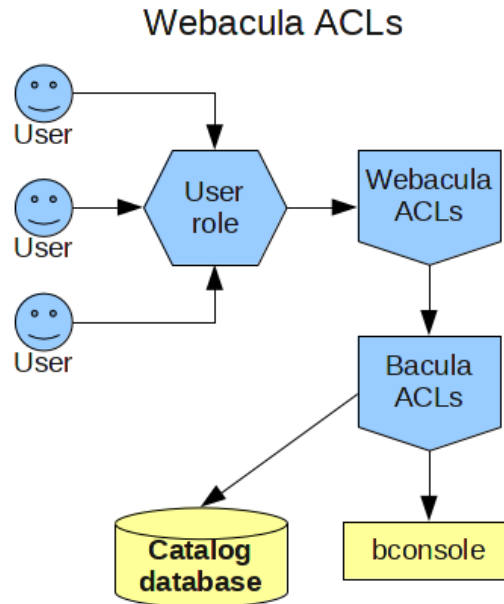 Webacula ACLs
User
User
User
User
role
Webacula
ACLs
Bacula
ACLs
Catalog
database
bconsole